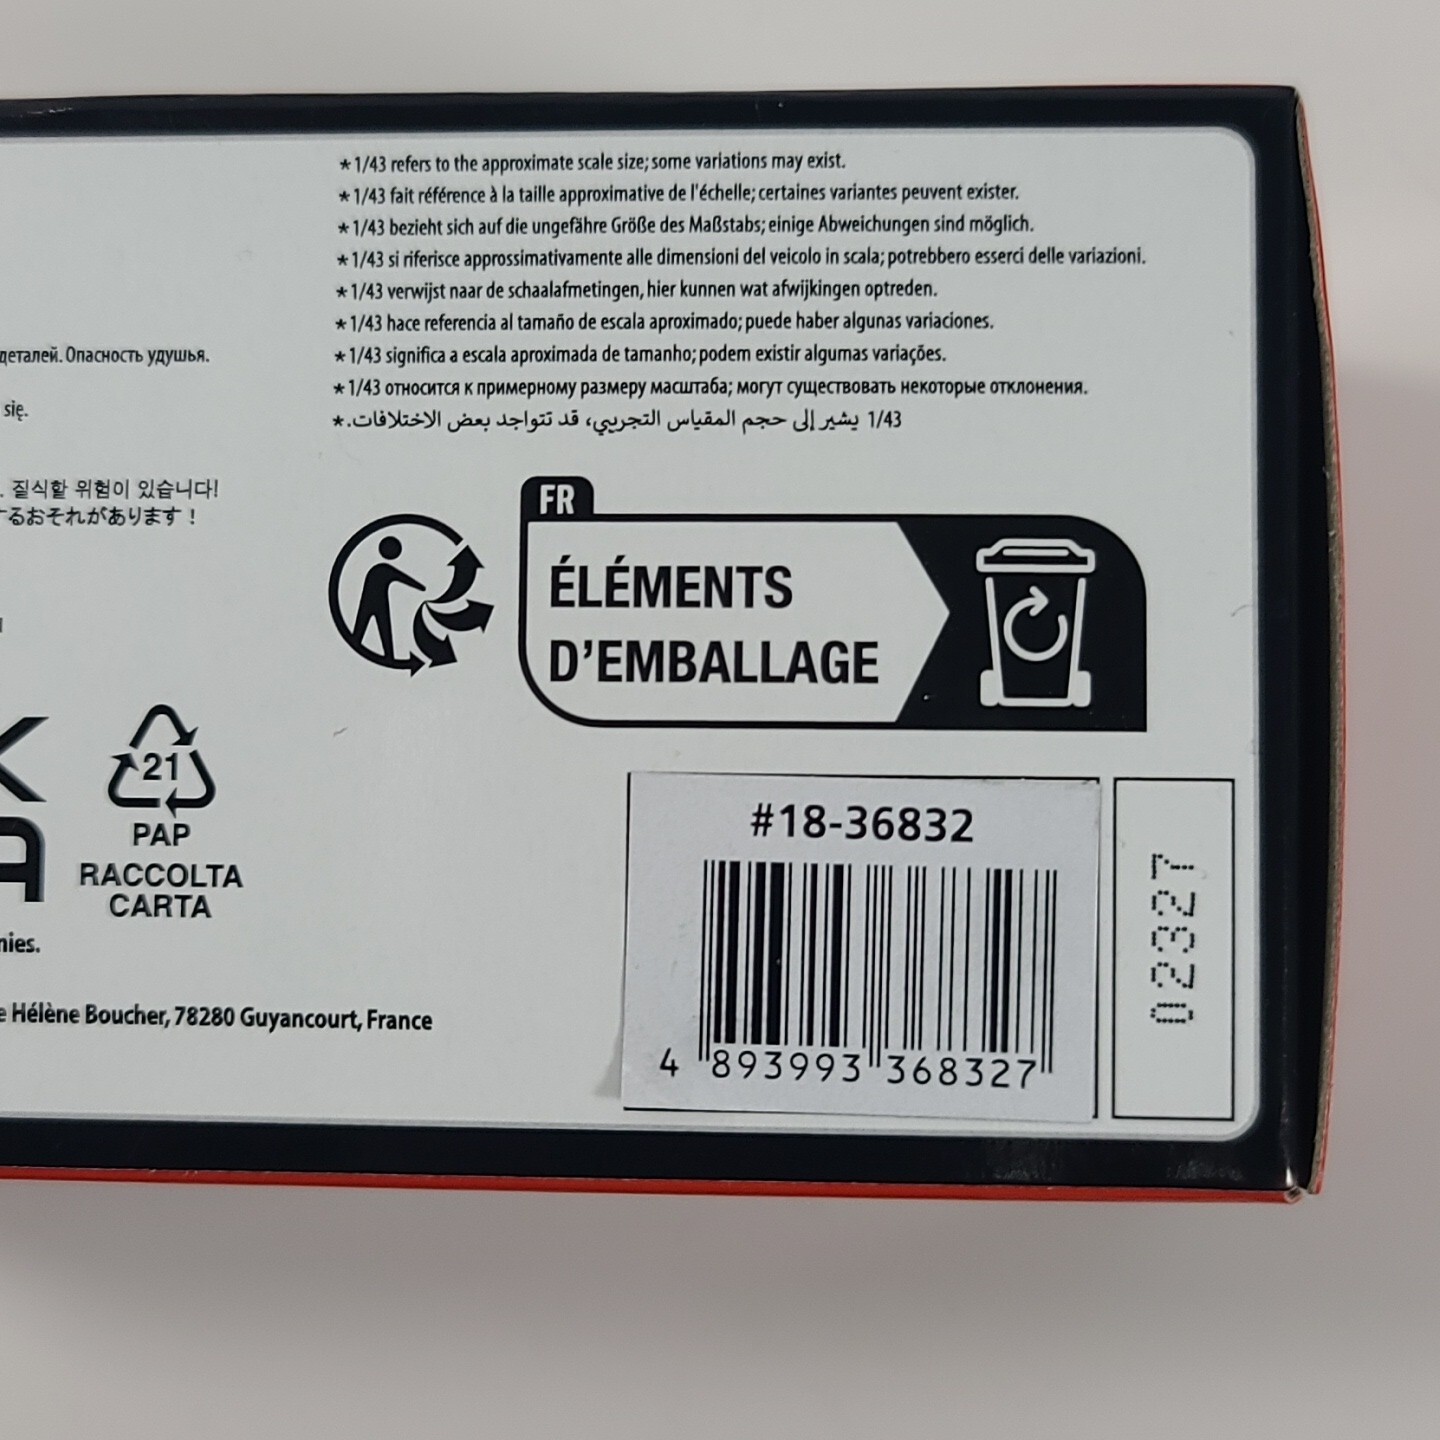 *1/43 refers to the approximate scale size; some variations may exist.
*1/43 fait référence à la taille approximative de l'échelle; certaines variantes peuvent exister.
*1/43 bezieht sich auf die ungefähre Größe des Maßstabs; einige Abweichungen sind möglich.
*1/43 si riferisce approssimativamente alle dimensioni del veicolo in scala; potrebbero esserci delle variazioni.
*1/43 verwijst naar de schaalafmetingen, hier kunnen wat afwijkingen optreden.
*1/43 hace referencia al tamaño de escala aproximado; puede haber algunas variaciones.
*1/43 significa a escala aproximada de tamanho; podem existir algumas variações.
*1/43 относится к примерному размеру масштаба; могут существовать некоторые отклонения.
1/43 يشير إلى حجم المقياس التجريبي، قد تتواجد بعض الاختلافات.*
деталей. Опасность удушья.
się.
. 질식할 위험이 있습니다!
するおそれがあります！
FR
ÉLÉMENTS
D'EMBALLAGE
21
PAP
RACCOLTA
CARTA
Hélène Boucher, 78280 Guyancourt, France
#18-36832
4 893993 368327
02327